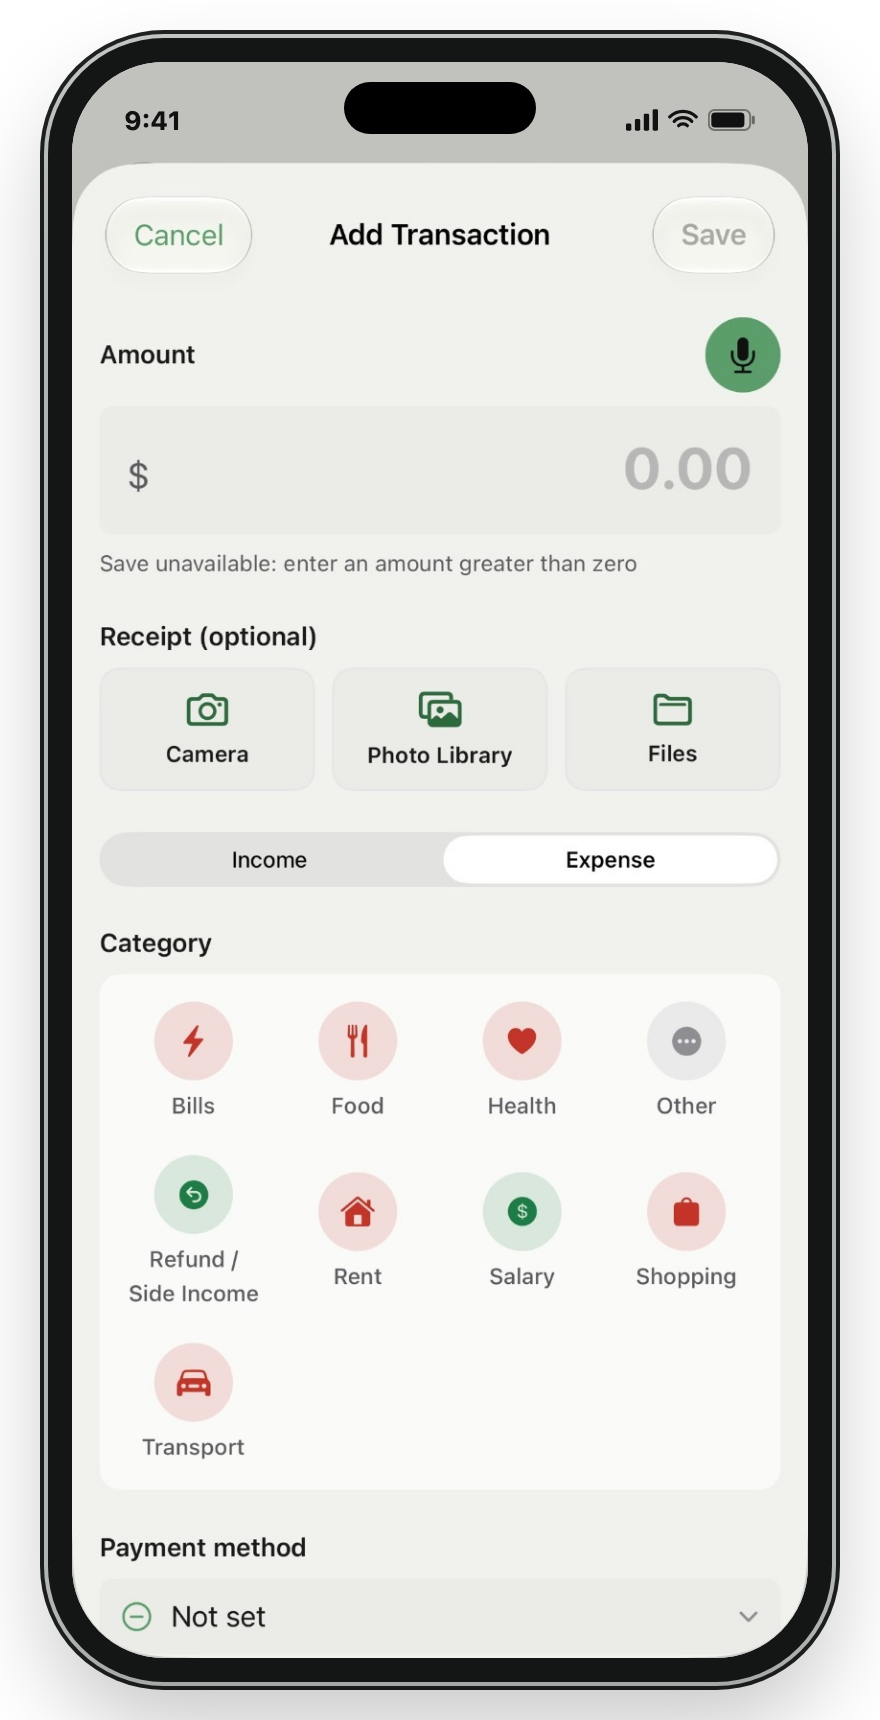 9:41
Cancel
Add Transaction
Save
Amount
$
0.00
Save unavailable: enter an amount greater than zero
Receipt (optional)
Camera
Photo Library
Files
Income
Expense
Category
Bills
Food
Health
Other
Refund /
Side Income
Rent
$
Salary
Shopping
Transport
Payment method
Not set